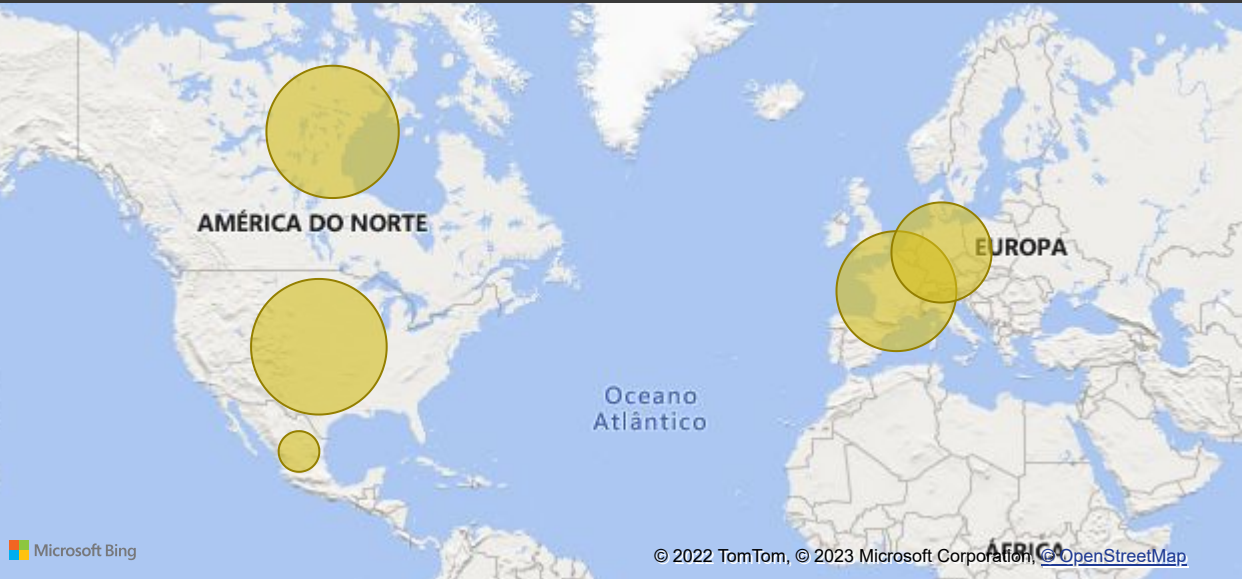 AMÉRICA DO NORTE
EUROPA
Oceano
Atlântico
ÁFRICA
Microsoft Bing
© 2022 TomTom, © 2023 Microsoft Corporation, © OpenStreetMap